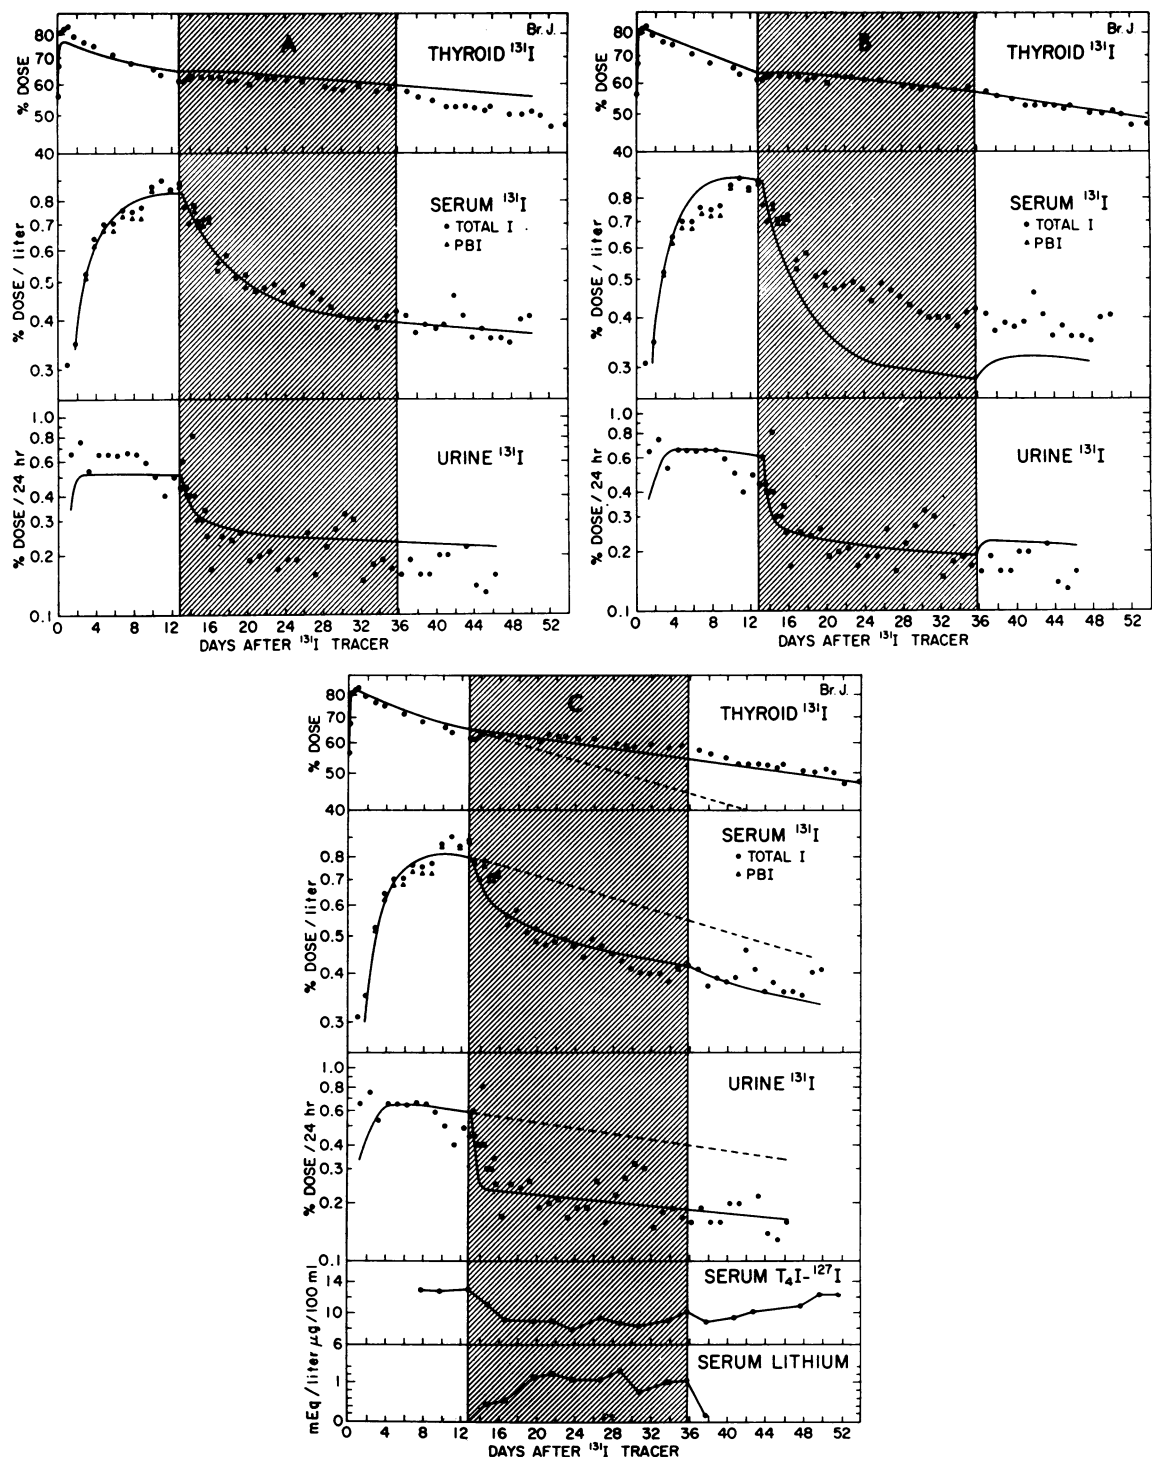 A
Br. J.
THYROID 131I
% DOSE
80
70
60
50
40
SERUM 131I
TOTAL I
PBI
% DOSE / liter
0.8
0.6
0.5
0.4
0.3
URINE 131I
% DOSE / 24 hr
1.0
0.8
0.6
0.4
0.3
0.2
0.1
0 4 8 12 16 20 24 28 32 36 40 44 48 52
DAYS AFTER 131I TRACER
B
Br. J.
THYROID 131I
% DOSE
80
70
60
50
40
SERUM 131I
TOTAL I
PBI
% DOSE / liter
0.8
0.6
0.5
0.4
0.3
URINE 131I
% DOSE / 24 hr
1.0
0.8
0.6
0.4
0.3
0.2
0.1
0 4 8 12 16 20 24 28 32 36 40 44 48 52
DAYS AFTER 131I TRACER
C
Br. J.
THYROID 131I
% DOSE
80
70
60
50
40
SERUM 131I
TOTAL I
PBI
% DOSE / liter
0.8
0.6
0.5
0.4
0.3
URINE 131I
% DOSE / 24 hr
1.0
0.8
0.6
0.4
0.3
0.2
0.1
SERUM T4I-127I
µg/100 ml
14
10
6
SERUM LITHIUM
mEq/liter
1
0
0 4 8 12 16 20 24 28 32 36 40 44 48 52
DAYS AFTER 131I TRACER